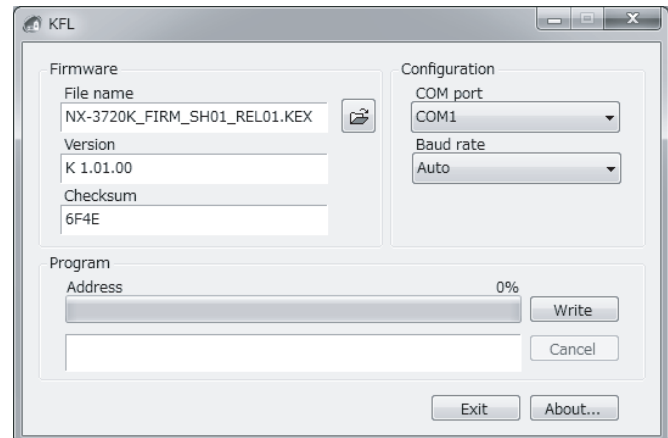 KFL
Firmware
File name
NX-3720K_FIRM_SH01_REL01.KEX
Version
K 1.01.00
Checksum
6F4E
Configuration
COM port
COM1
Baud rate
Auto
Program
Address 0%
Write
Cancel
Exit About...